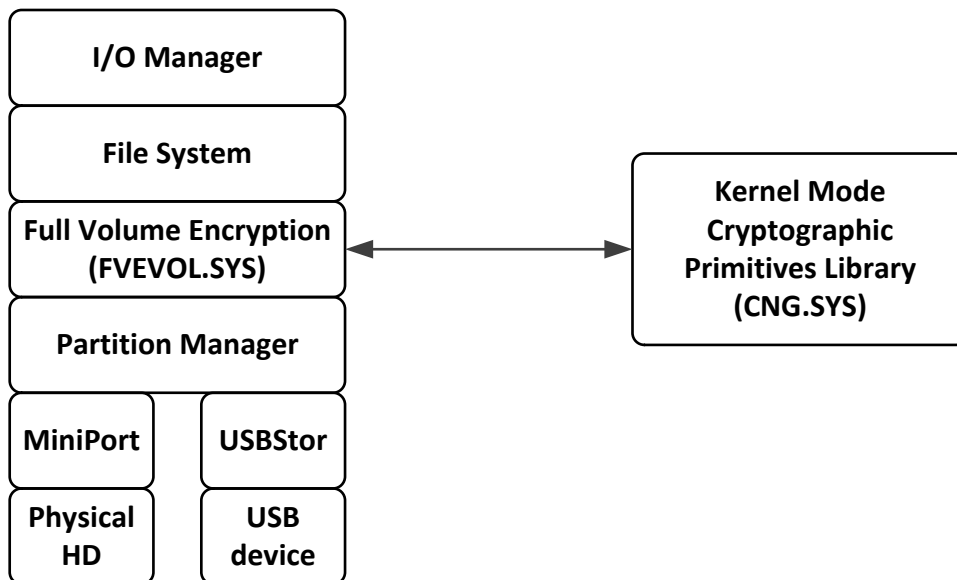 I/O Manager
File System
Full Volume Encryption
(FVEVOL.SYS)
Partition Manager
MiniPort
USBStor
Physical
HD
USB
device
Kernel Mode
Cryptographic
Primitives Library
(CNG.SYS)